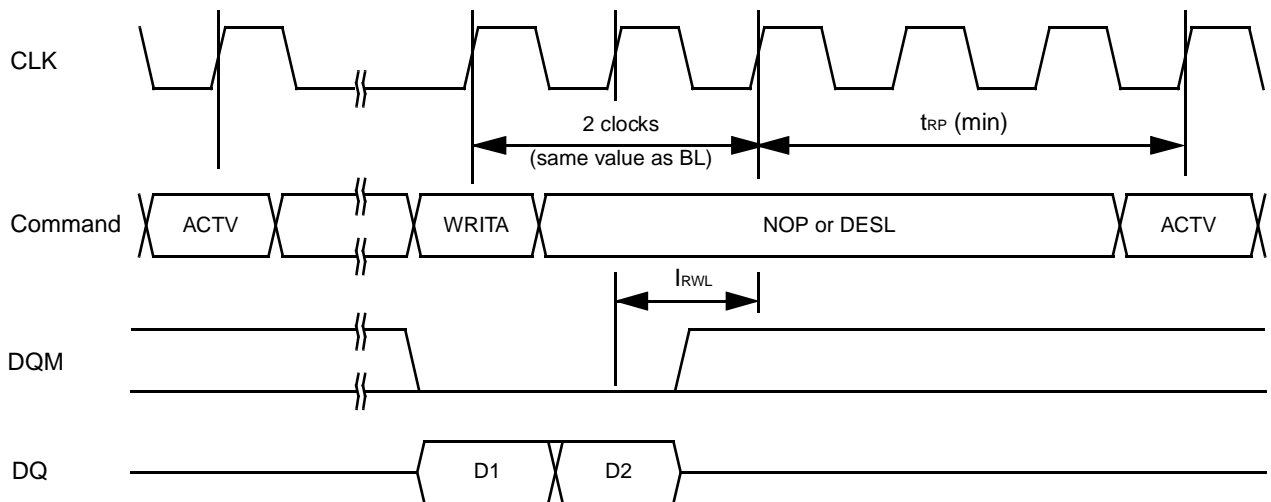 CLK
2 clocks
(same value as BL)
tRP (min)
Command
ACTV
WRITA
NOP or DESL
ACTV
IRWL
DQM
DQ
D1
D2